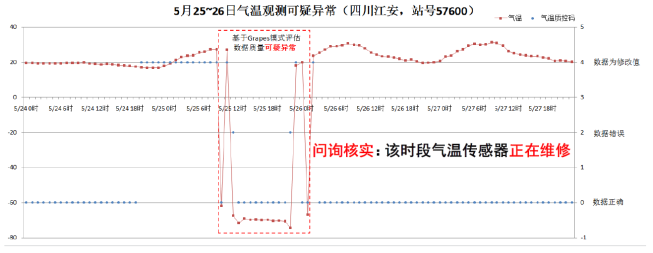 5月25~26日气温观测可疑异常（四川江安，站号57600）
气温 气温质控码
40 20 0 -20 -40 -60 -80
基于Grapes模式评估
数据质量可疑异常
5 4 3 2 1 0 -1
数据为修改值
数据错误
数据正确
5/24 0时 5/24 6时 5/24 12时 5/24 18时 5/25 0时 5/25 6时 5/25 12时 5/25 18时 5/26 0时 5/26 6时 5/26 12时 5/26 18时 5/27 0时 5/27 6时 5/27 12时 5/27 18时
问询核实：该时段气温传感器正在维修